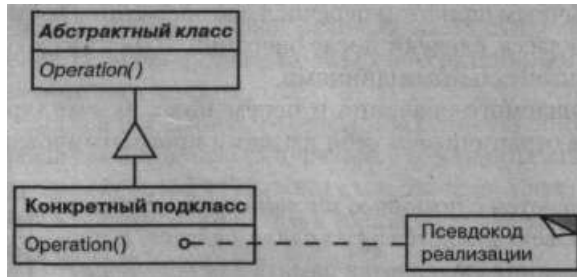 Абстрактный класс
Operation()
Конкретный подкласс
Operation()
Псевдокод
реализации